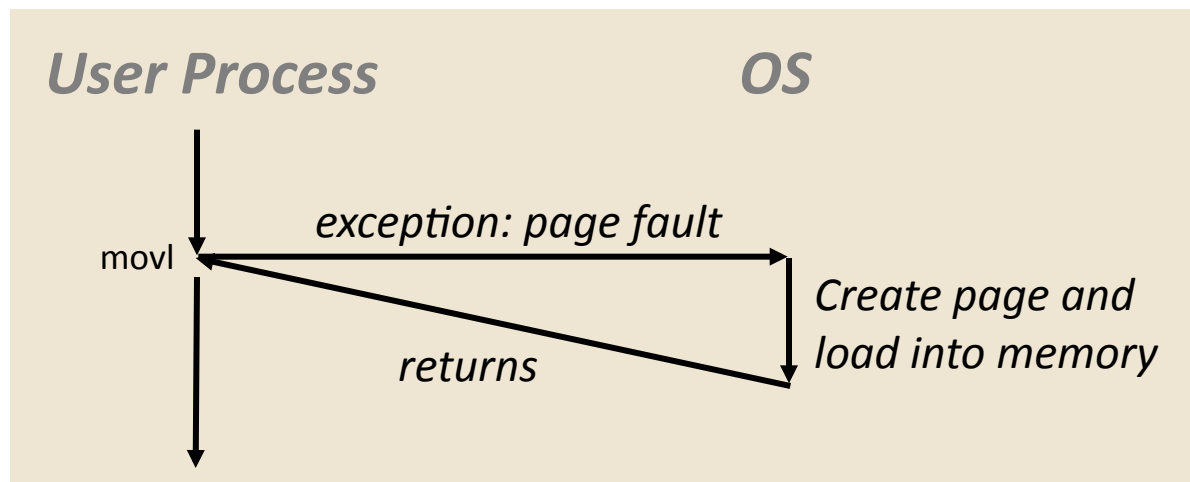 User Process
OS
exception: page fault
movl
Create page and
load into memory
returns